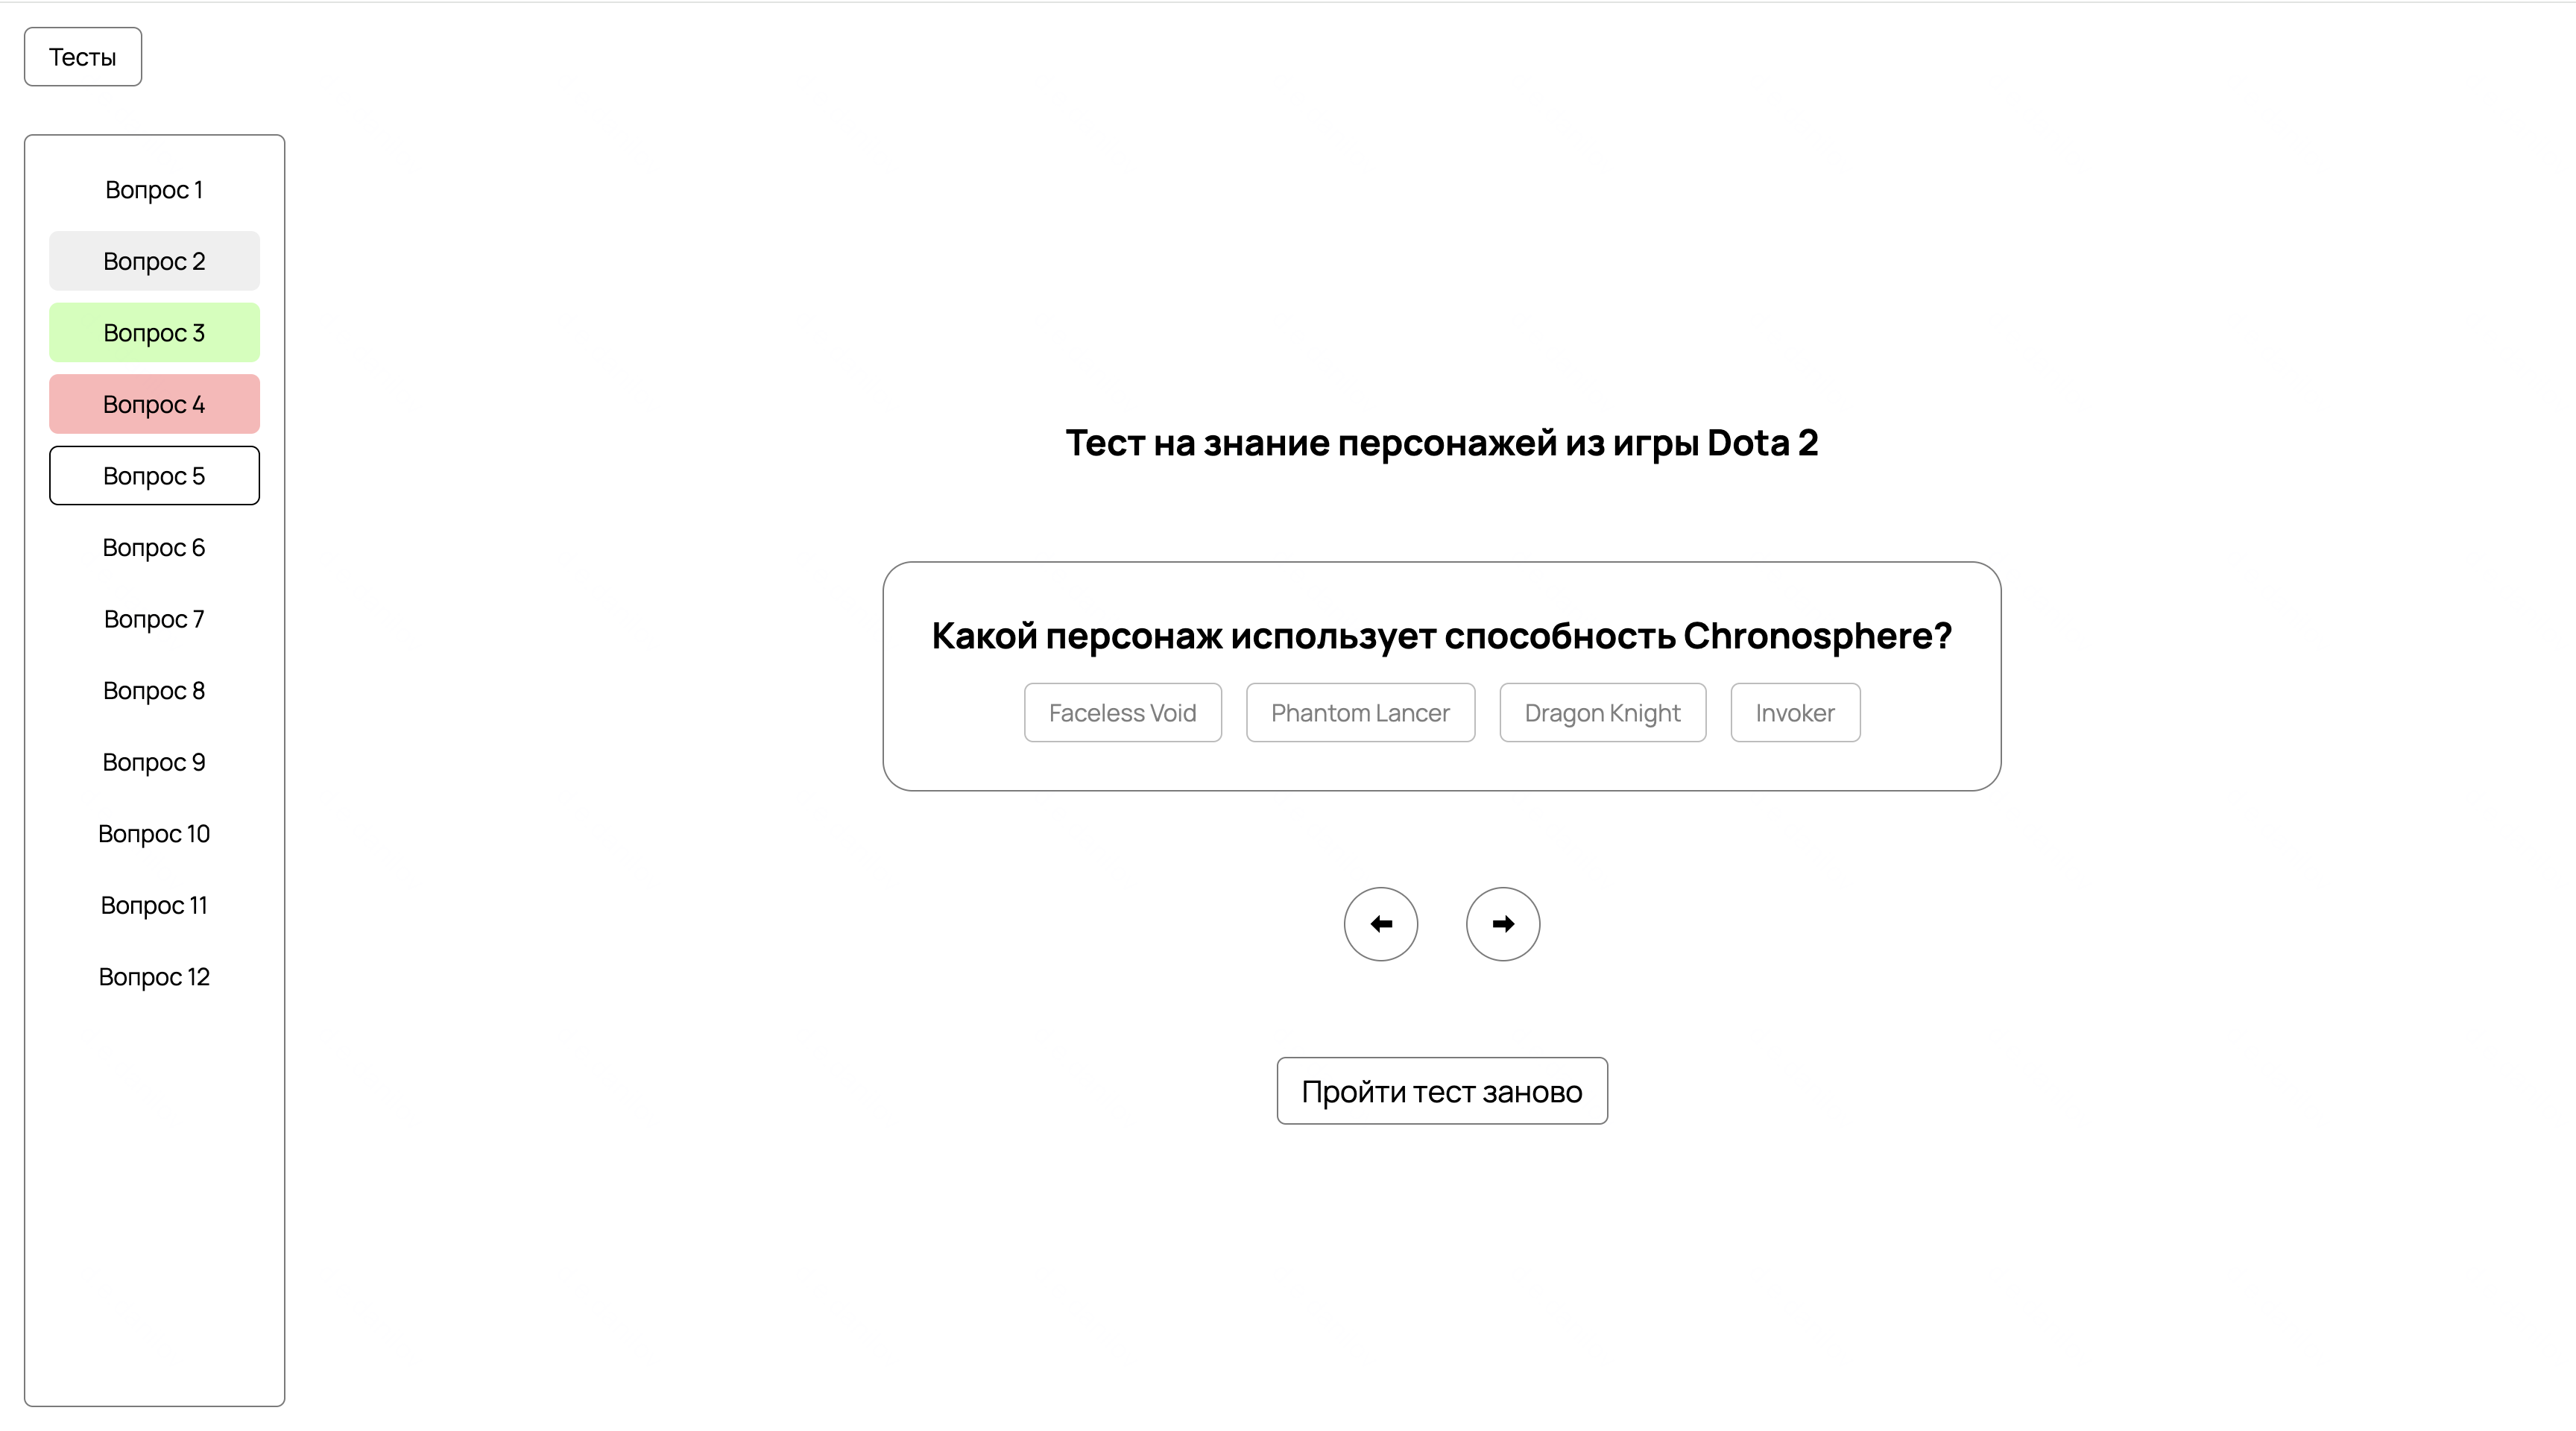 Тесты
Вопрос 1
Вопрос 2
Вопрос 3
Вопрос 4
Вопрос 5
Вопрос 6
Вопрос 7
Вопрос 8
Вопрос 9
Вопрос 10
Вопрос 11
Вопрос 12
Тест на знание персонажей из игры Dota 2
Какой персонаж использует способность Chronosphere?
Faceless Void Phantom Lancer Dragon Knight Invoker
Пройти тест заново